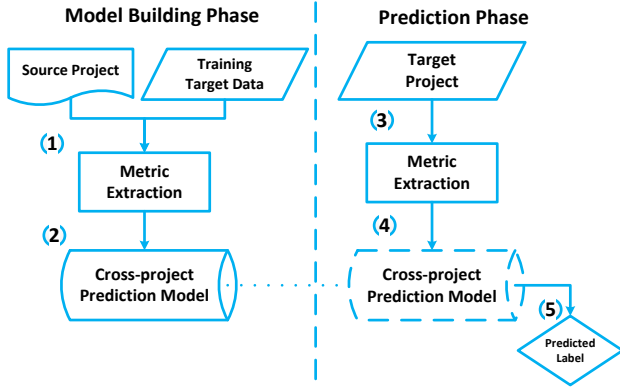 Model Building Phase
Prediction Phase
Source Project
Training
Target Data
Target
Project
(1)
(3)
Metric
Extraction
Metric
Extraction
(2)
(4)
Cross-project
Prediction Model
Cross-project
Prediction Model
(5)
Predicted
Label